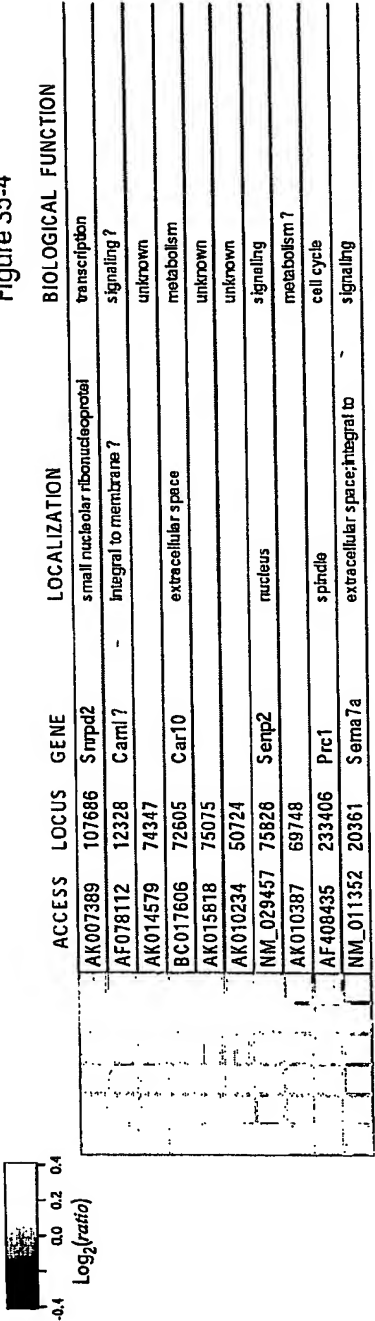 Figure 35-4
-0.4 0.0 0.2 0.4
Log2(ratio)
ACCESS LOCUS GENE LOCALIZATION BIOLOGICAL FUNCTION
AK007389 107686 Snrpd2 small nucleolar ribonucleoprotei transcription
AF078112 12328 Caml? Integral to membrane? signaling?
AK014579 74347 unknown
BC017606 72605 Car10 extracellular space metabolism
AK015818 75075 unknown
AK010234 50724 unknown
NM_029457 75826 Senp2 nucleus signaling
AK010387 69748 metabolism?
AF408435 233406 Prc1 spindle cell cycle
NM_011352 20361 Sema7a extracellular space;integral to signaling